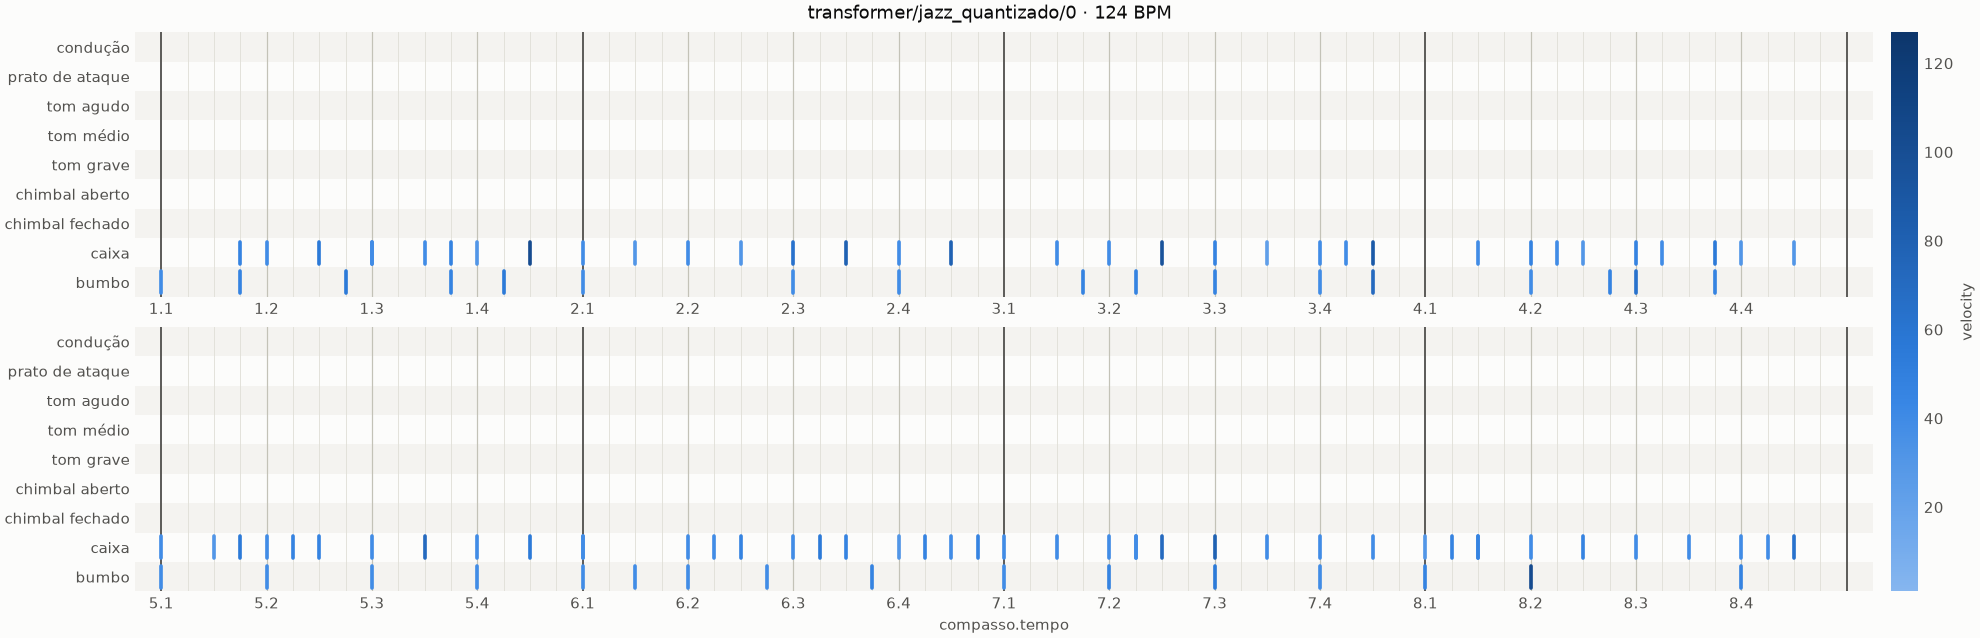 transformer/jazz_quantizado/0 · 124 BPM
condução
prato de ataque
tom agudo
tom médio
tom grave
chimbal aberto
chimbal fechado
caixa
bumbo
1.1 1.2 1.3 1.4 2.1 2.2 2.3 2.4 3.1 3.2 3.3 3.4 4.1 4.2 4.3 4.4
condução
prato de ataque
tom agudo
tom médio
tom grave
chimbal aberto
chimbal fechado
caixa
bumbo
5.1 5.2 5.3 5.4 6.1 6.2 6.3 6.4 7.1 7.2 7.3 7.4 8.1 8.2 8.3 8.4
compasso.tempo
120
100
80
60
40
20
velocity